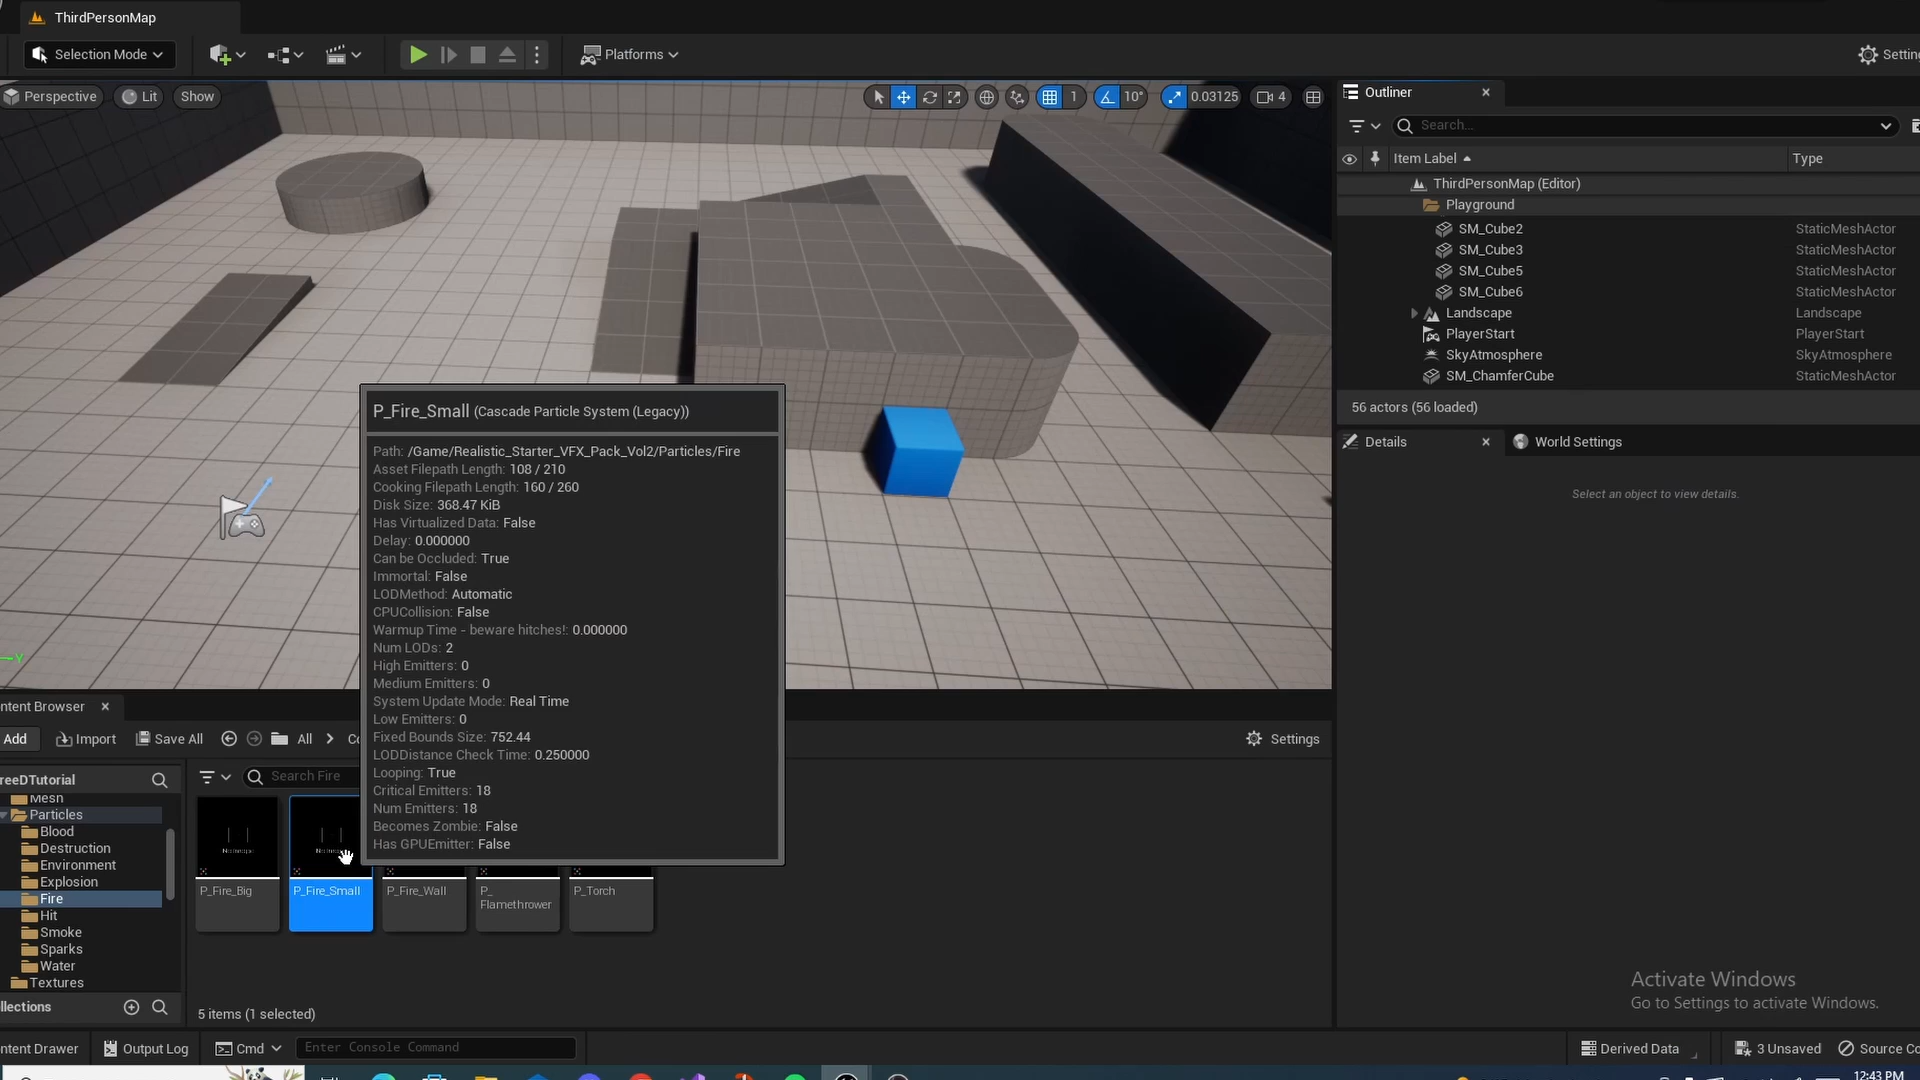 ThirdPersonMap
Selection Mode
Platforms
Settin
Perspective
Lit
Show
1
10°
0.03125
4
Outliner
Search...
Item Label
Type
ThirdPersonMap (Editor)
Playground
SM_Cube2 StaticMeshActor
SM_Cube3 StaticMeshActor
SM_Cube5 StaticMeshActor
SM_Cube6 StaticMeshActor
Landscape Landscape
PlayerStart PlayerStart
SkyAtmosphere SkyAtmosphere
SM_ChamferCube StaticMeshActor
56 actors (56 loaded)
Details
World Settings
Select an object to view details.
P_Fire_Small (Cascade Particle System (Legacy))
Path: /Game/Realistic_Starter_VFX_Pack_Vol2/Particles/Fire
Asset Filepath Length: 108 / 210
Cooking Filepath Length: 160 / 260
Disk Size: 368.47 KiB
Has Virtualized Data: False
Delay: 0.000000
Can be Occluded: True
Immortal: False
LODMethod: Automatic
CPUCollision: False
Warmup Time - beware hitches!: 0.000000
Num LODs: 2
High Emitters: 0
Medium Emitters: 0
System Update Mode: Real Time
Low Emitters: 0
Fixed Bounds Size: 752.44
LODDistance Check Time: 0.250000
Looping: True
Critical Emitters: 18
Num Emitters: 18
Becomes Zombie: False
Has GPUEmitter: False
Y
ntent Browser
Add
Import
Save All
All
Co
Settings
reeDTutorial
Search Fire
Mesh
Particles
Blood
Destruction
Environment
Explosion
Fire
Hit
Smoke
Sparks
Water
Textures
llections
P_Fire_Big
P_Fire_Small
P_Fire_Wall
P_
Flamethrower
P_Torch
5 items (1 selected)
Activate Windows
Go to Settings to activate Windows.
ntent Drawer
Output Log
Cmd
Enter Console Command
Derived Data
3 Unsaved
Source Co
12:43 PM